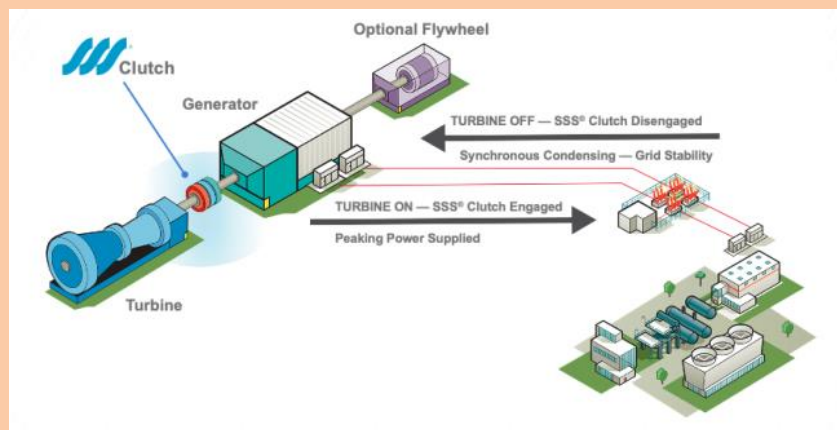 Optional Flywheel
SSS® Clutch
Generator
TURBINE OFF — SSS® Clutch Disengaged
Synchronous Condensing — Grid Stability
TURBINE ON — SSS® Clutch Engaged
Peaking Power Supplied
Turbine